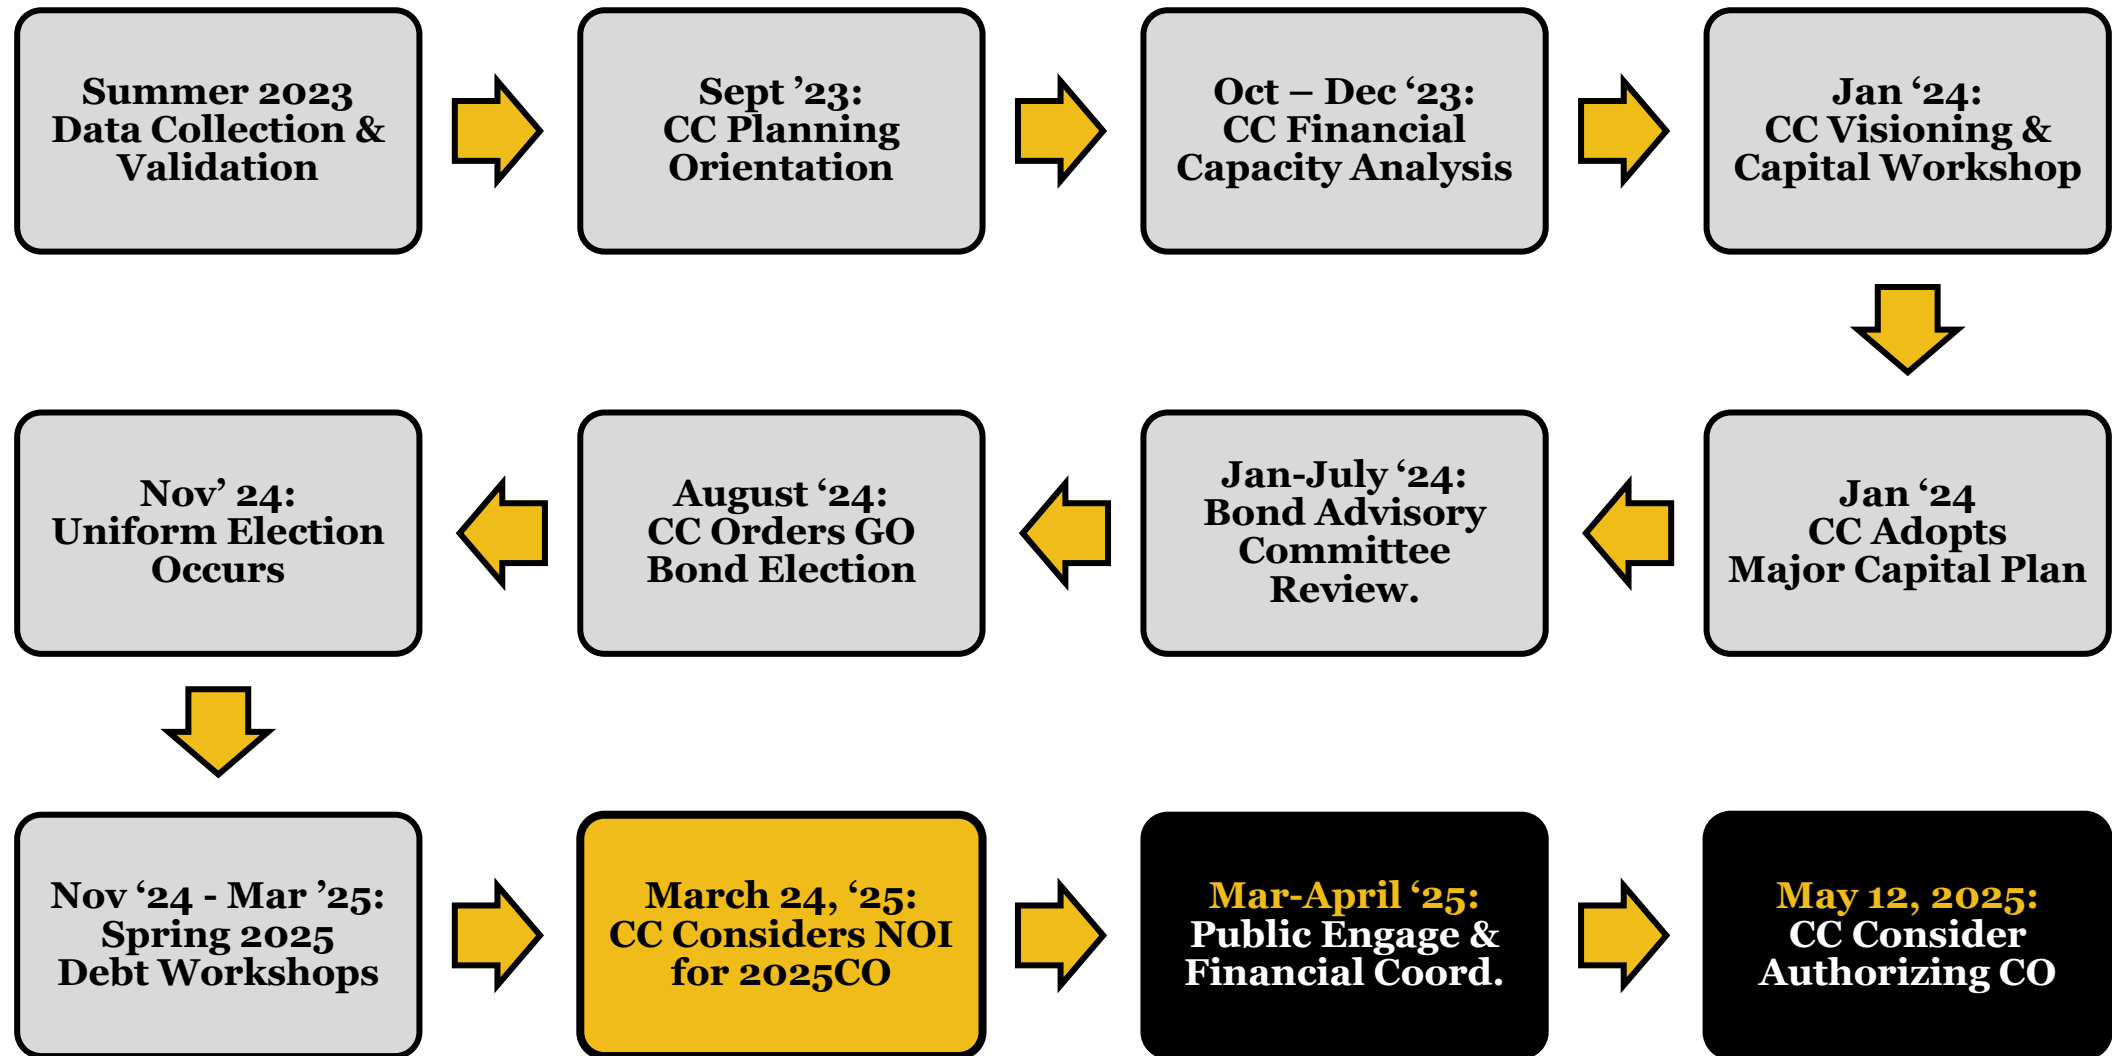 Summer 2023
Data Collection &
Validation
Sept ’23:
CC Planning
Orientation
Oct – Dec ‘23:
CC Financial
Capacity Analysis
Jan ‘24:
CC Visioning &
Capital Workshop
Jan ‘24
CC Adopts
Major Capital Plan
Jan-July ‘24:
Bond Advisory
Committee
Review.
August ‘24:
CC Orders GO
Bond Election
Nov’ 24:
Uniform Election
Occurs
Nov ‘24 - Mar ’25:
Spring 2025
Debt Workshops
March 24, ‘25:
CC Considers NOI
for 2025CO
Mar-April ‘25:
Public Engage &
Financial Coord.
May 12, 2025:
CC Consider
Authorizing CO